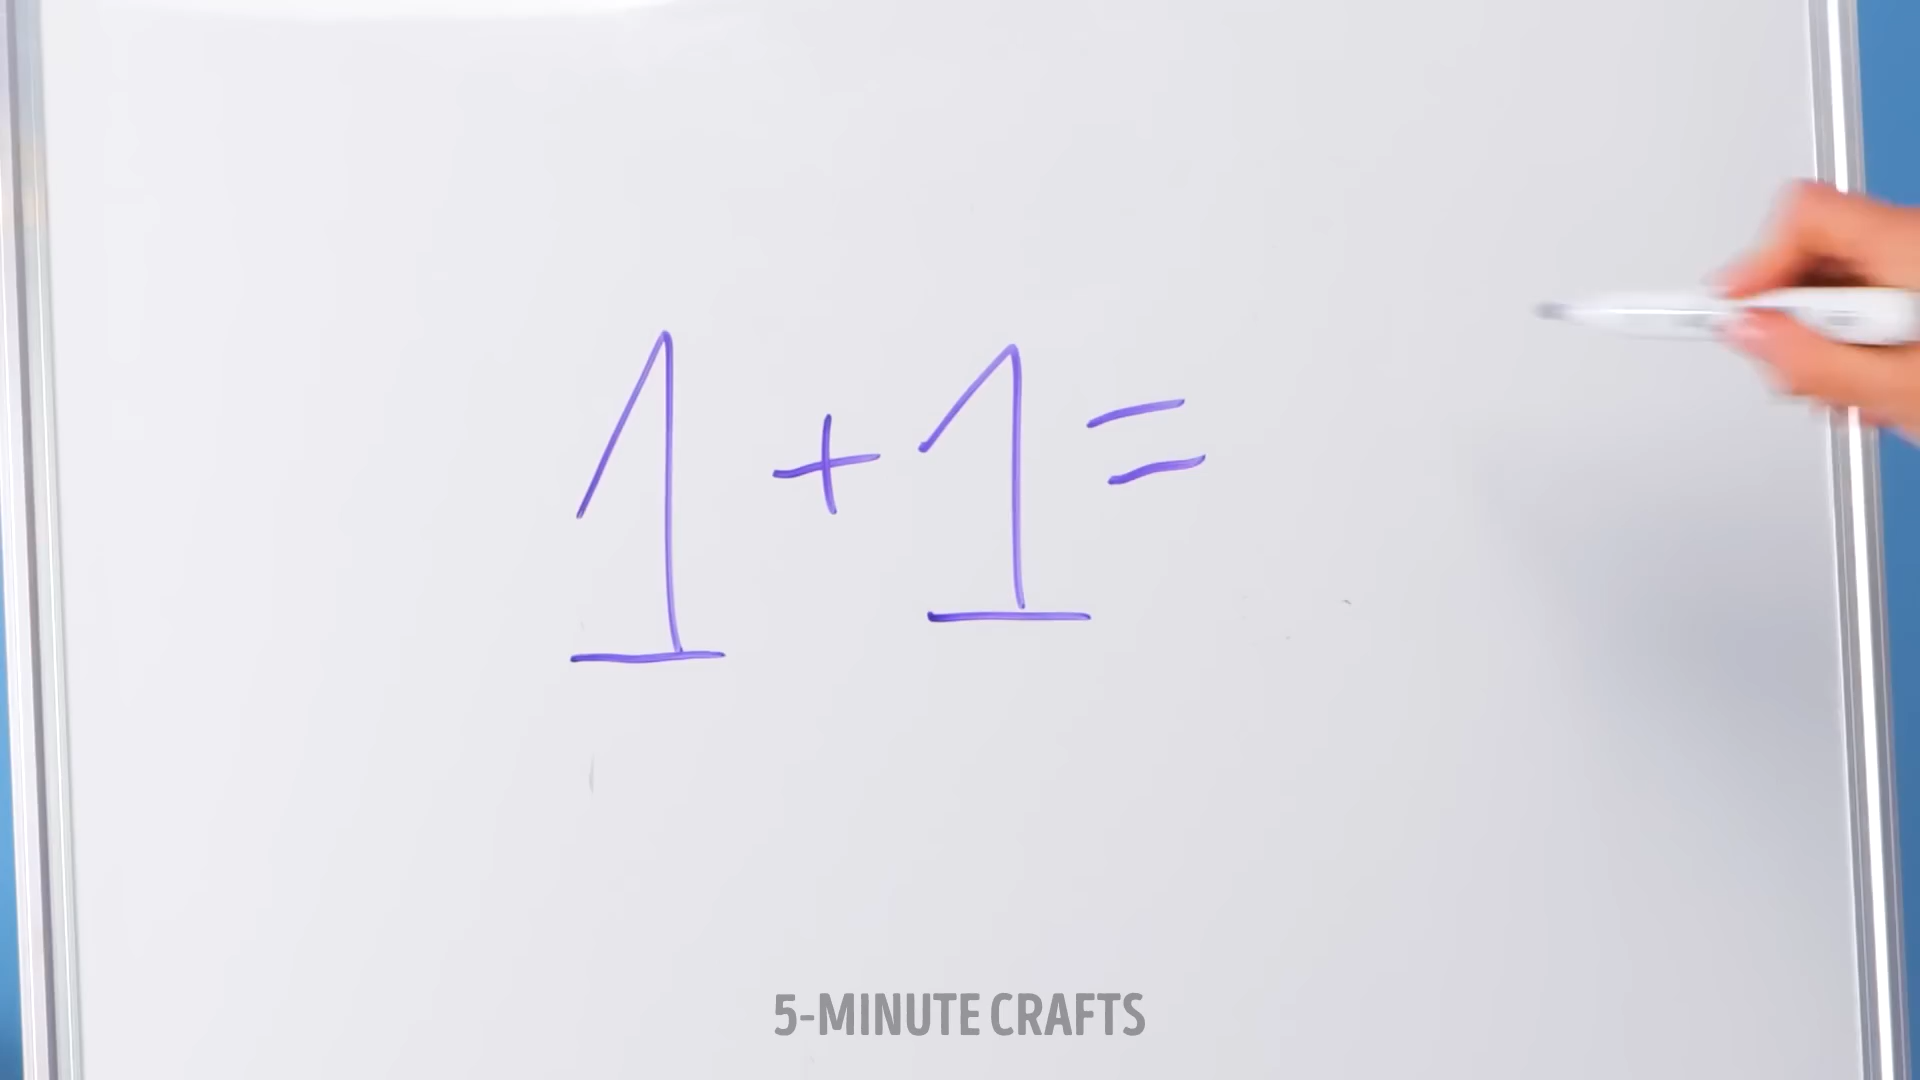 1 + 1 =
5-MINUTE CRAFTS